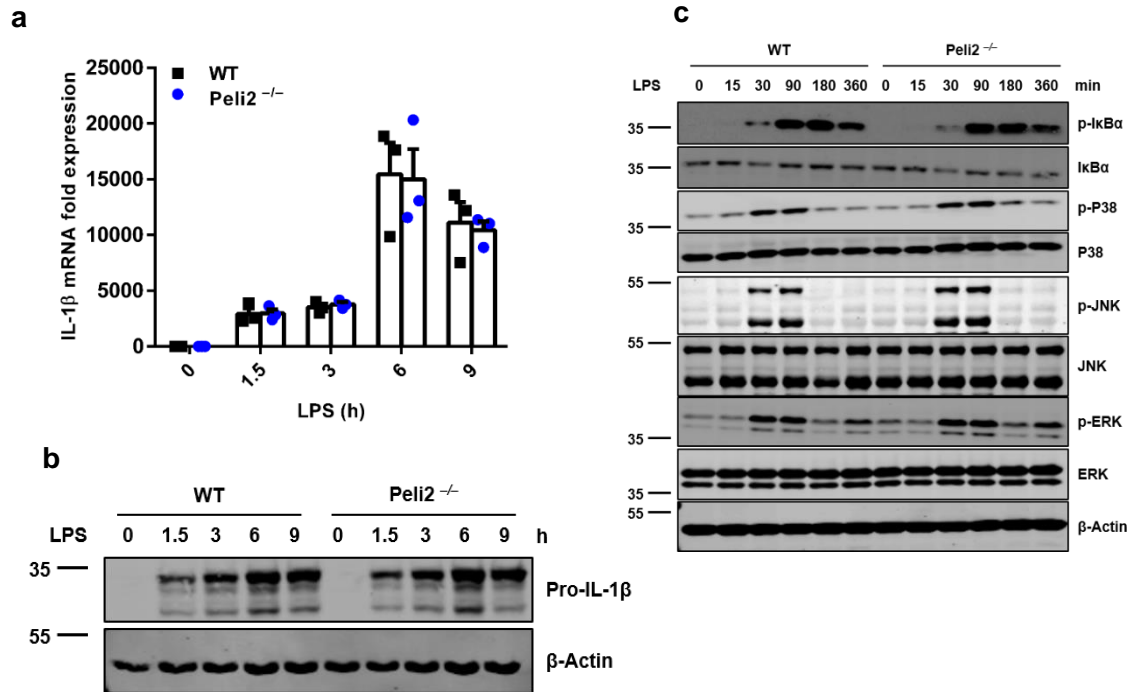 a
25000
20000
15000
10000
5000
0
IL-1β mRNA fold expression
WT
Peli2 –/–
0 1.5 3 6 9
LPS (h)
b
WT Peli2 –/–
LPS 0 1.5 3 6 9 0 1.5 3 6 9 h
35
Pro-IL-1β
55
β-Actin
c
WT Peli2 –/–
LPS 0 15 30 90 180 360 0 15 30 90 180 360 min
35 p-IκBα
IκBα
p-P38
35
P38
55
p-JNK
55
JNK
p-ERK
35
ERK
35
55
β-Actin